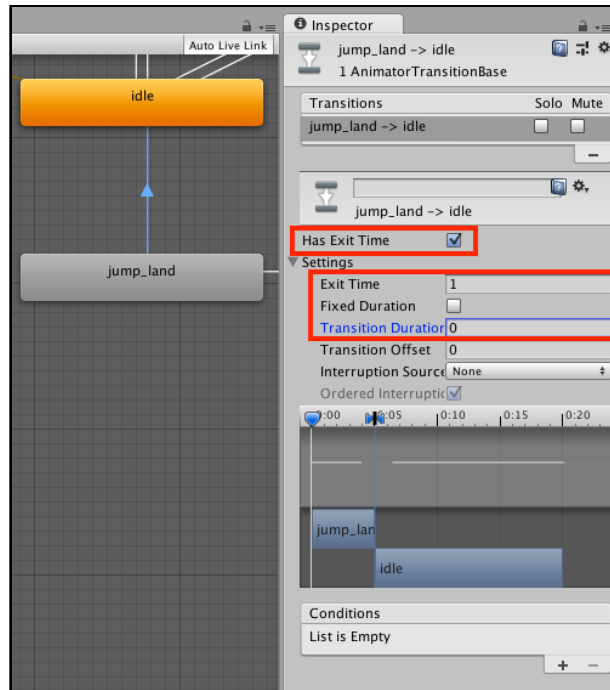 Inspector
Auto Live Link
jump_land -> idle
1 AnimatorTransitionBase
idle
Transitions Solo Mute
jump_land -> idle
jump_land -> idle
Has Exit Time
jump_land
Settings
Exit Time 1
Fixed Duration
Transition Duration 0
Transition Offset 0
Interruption Source None
Ordered Interruptic
0:00 0:05 0:10 0:15 0:20
jump_lan
idle
Conditions
List is Empty